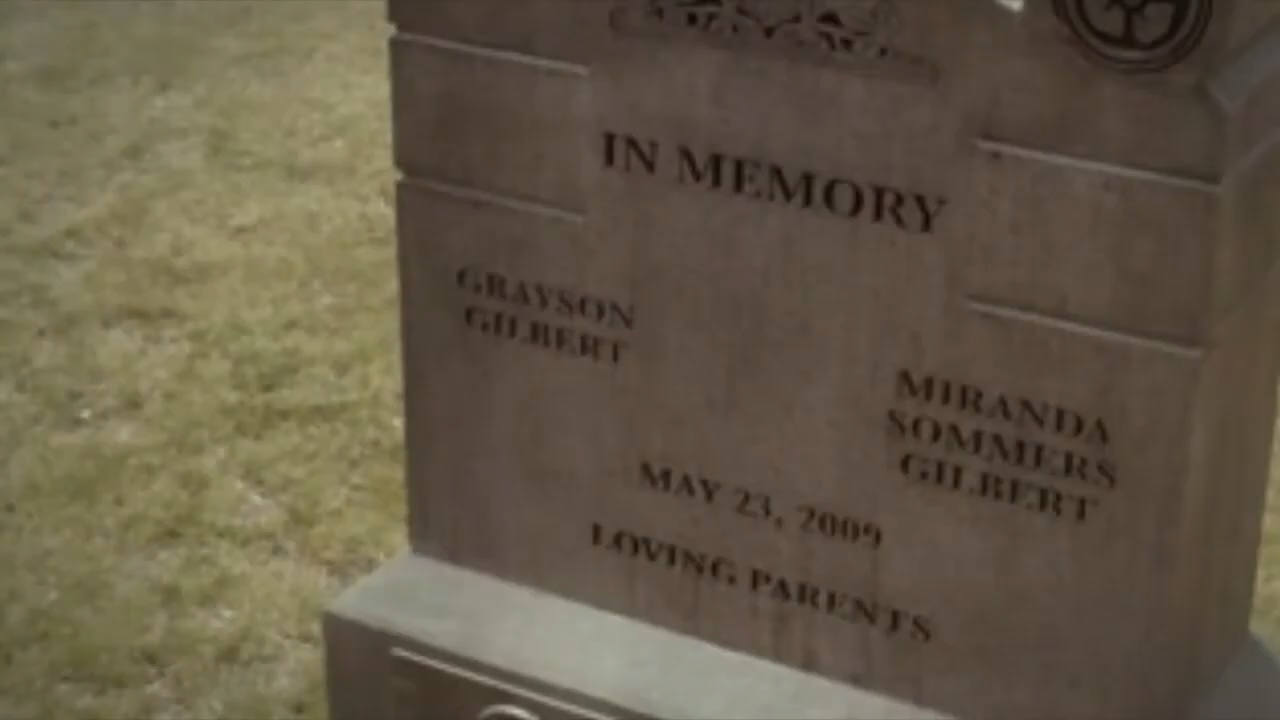 IN MEMORY
GRAYSON
GILBERT
MIRANDA
SOMMERS
GILBERT
MAY 23, 2009
LOVING PARENTS